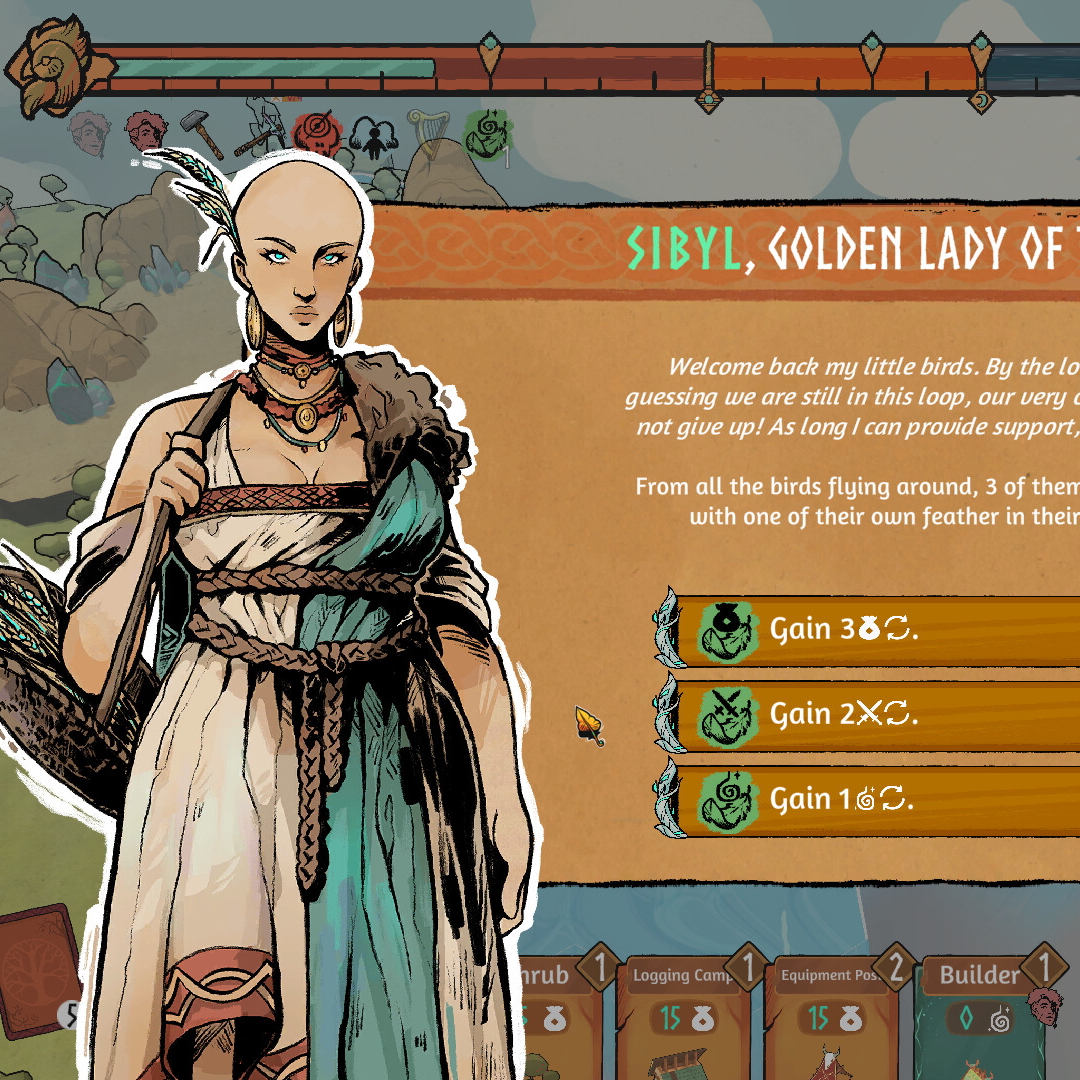 1
SIBYL, GOLDEN LADY OF
Welcome back my little birds. By the lo
guessing we are still in this loop, our very
not give up! As long I can provide support,
From all the birds flying around, 3 of them
with one of their own feather in their
Gain 3.
Gain 2.
Gain 1.
1
Logging Camp 1
Equipment Pos 2
Builder 1
15
15
0
5